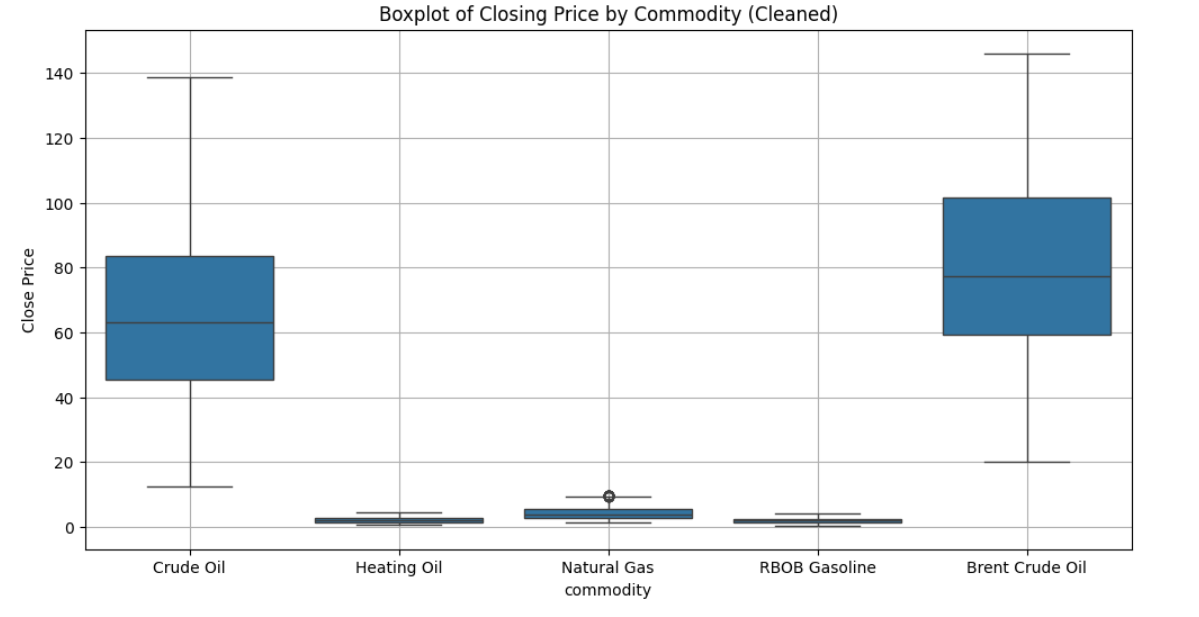 Boxplot of Closing Price by Commodity (Cleaned)
Close Price
140
120
100
80
60
40
20
0
Crude Oil Heating Oil Natural Gas RBOB Gasoline Brent Crude Oil
commodity